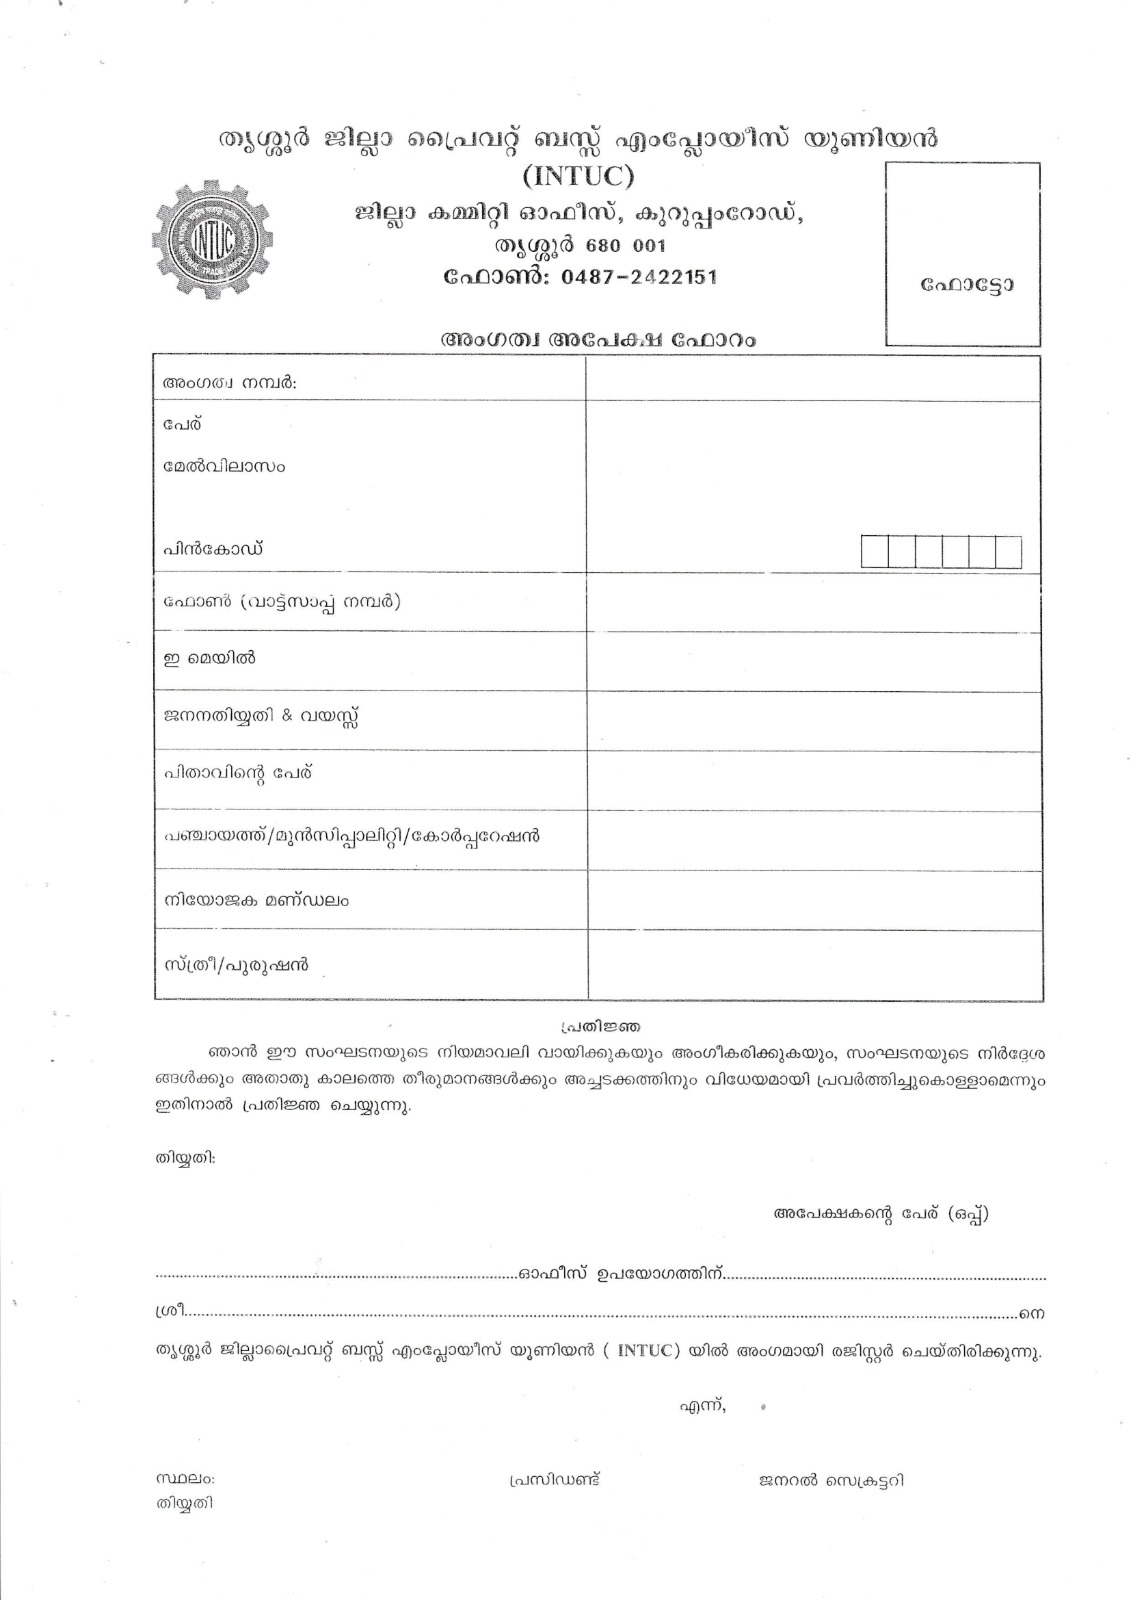 തൃശ്ശൂർ ജില്ലാ പ്രൈവറ്റ് ബസ്സ് എംപ്ലോയീസ് യൂണിയൻ
(INTUC)
ജില്ലാ കമ്മിറ്റി ഓഫീസ്, കുറുപ്പംറോഡ്,
തൃശ്ശൂർ 680 001
ഫോൺ: 0487-2422151
INTUC
ഫോട്ടോ
അംഗത്വ അപേക്ഷ ഫോറം
അംഗത്വ നമ്പർ:
പേര്
മേൽവിലാസം
പിൻകോഡ്
ഫോൺ (വാട്ട്സാപ്പ് നമ്പർ)
ഇ മെയിൽ
ജനനതിയ്യതി & വയസ്സ്
പിതാവിന്റെ പേര്
പഞ്ചായത്ത്/മുൻസിപ്പാലിറ്റി/കോർപ്പറേഷൻ
നിയോജക മണ്ഡലം
സ്ത്രീ/പുരുഷൻ
പ്രതിജ്ഞ
ഞാൻ ഈ സംഘടനയുടെ നിയമാവലി വായിക്കുകയും അംഗീകരിക്കുകയും, സംഘടനയുടെ നിർദ്ദേശ
ങ്ങൾക്കും അതാതു കാലത്തെ തീരുമാനങ്ങൾക്കും അച്ചടക്കത്തിനും വിധേയമായി പ്രവർത്തിച്ചുകൊള്ളാമെന്നും
ഇതിനാൽ പ്രതിജ്ഞ ചെയ്യുന്നു.
തിയ്യതി:
അപേക്ഷകന്റെ പേര് (ഒപ്പ്)
.....ഓഫീസ് ഉപയോഗത്തിന്.....
ശ്രീ.....നെ
തൃശ്ശൂർ ജില്ലാപ്രൈവറ്റ് ബസ്സ് എംപ്ലോയീസ് യൂണിയൻ ( INTUC) യിൽ അംഗമായി രജിസ്റ്റർ ചെയ്തിരിക്കുന്നു.
എന്ന്,
സ്ഥലം: പ്രസിഡണ്ട് ജനറൽ സെക്രട്ടറി
തിയ്യതി